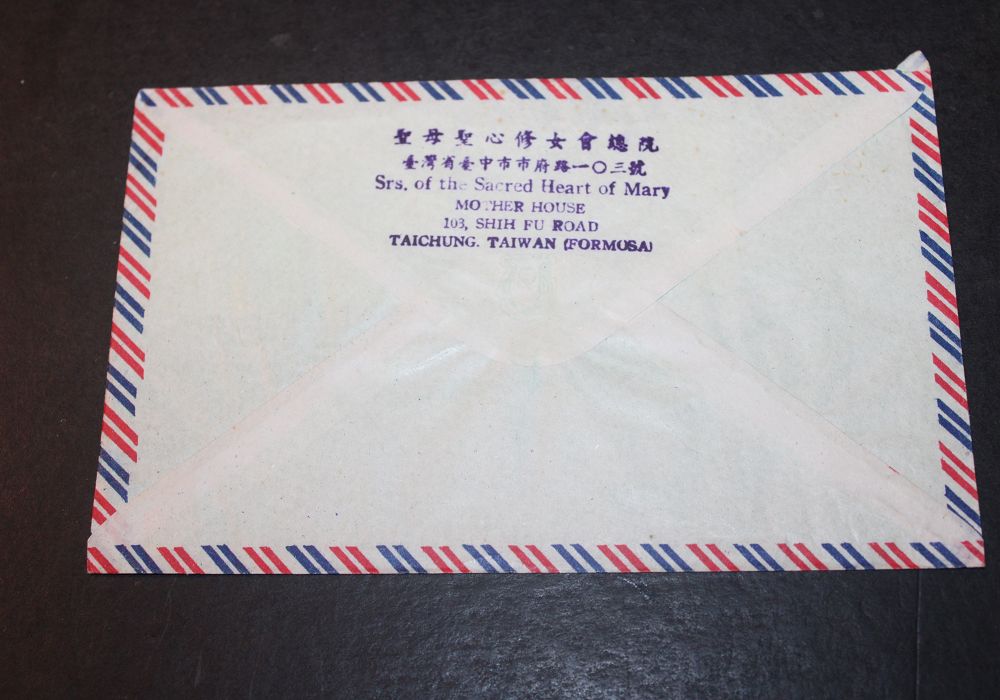 聖母聖心修女會總院
臺灣省臺中市市府路一〇三號
Srs. of the Sacred Heart of Mary
MOTHER HOUSE
103, SHIH FU ROAD
TAICHUNG. TAIWAN (FORMOSA)